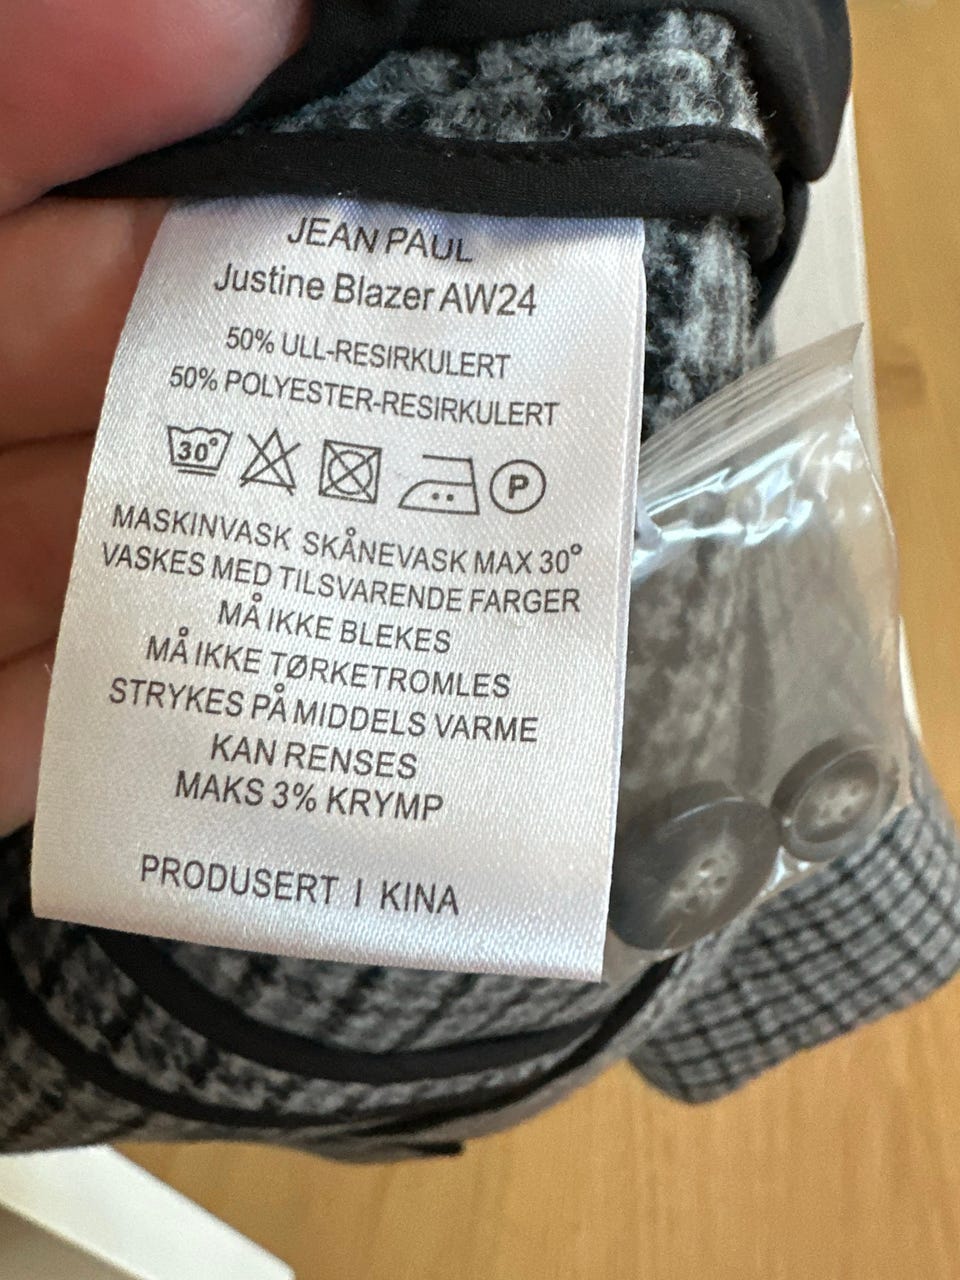 JEAN PAUL
Justine Blazer AW24
50% ULL-RESIRKULERT
50% POLYESTER-RESIRKULERT
30° P
MASKINVASK SKÅNEVASK MAX 30°
VASKES MED TILSVARENDE FARGER
MÅ IKKE BLEKES
MÅ IKKE TØRKETROMLES
STRYKES PÅ MIDDELS VARME
KAN RENSES
MAKS 3% KRYMP
PRODUSERT I KINA